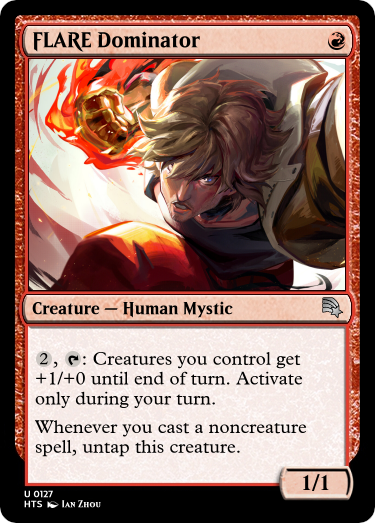 FLARE Dominator
Creature — Human Mystic
2, : Creatures you control get
+1/+0 until end of turn. Activate
only during your turn.
Whenever you cast a noncreature
spell, untap this creature.
1/1
U 0127
HTS Ian Zhou